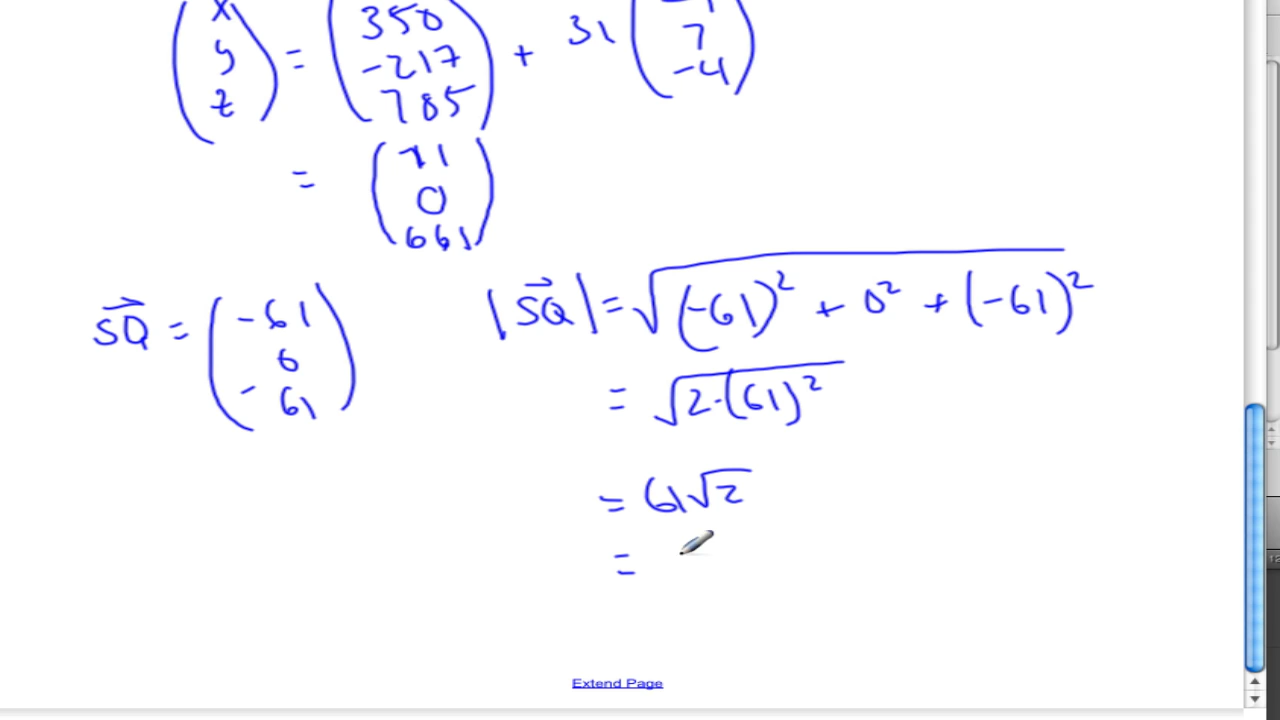 (x y z) = (350 -217 785) + 31 ( 7 -4)
= (71 0 661)
SQ→ = (-61 0 -61) |SQ→| = √((-61)² + 0² + (-61)²)
= √(2·(61)²)
= 61√2
=
Extend Page